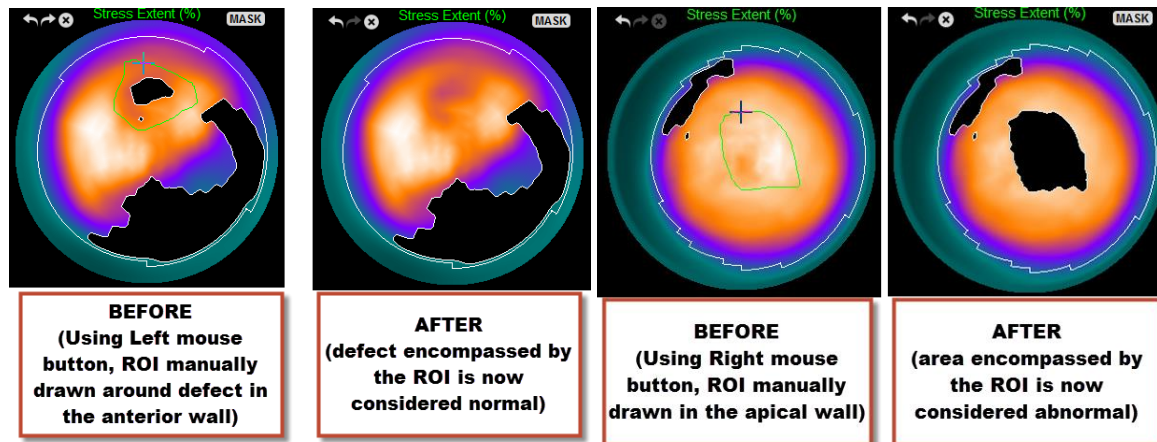 Stress Extent (%)
MASK
Stress Extent (%)
MASK
Stress Extent (%)
MASK
Stress Extent (%)
MASK
BEFORE
(Using Left mouse
button, ROI manually
drawn around defect in
the anterior wall)
AFTER
(defect encompassed by
the ROI is now
considered normal)
BEFORE
(Using Right mouse
button, ROI manually
drawn in the apical wall)
AFTER
(area encompassed by
the ROI is now
considered abnormal)